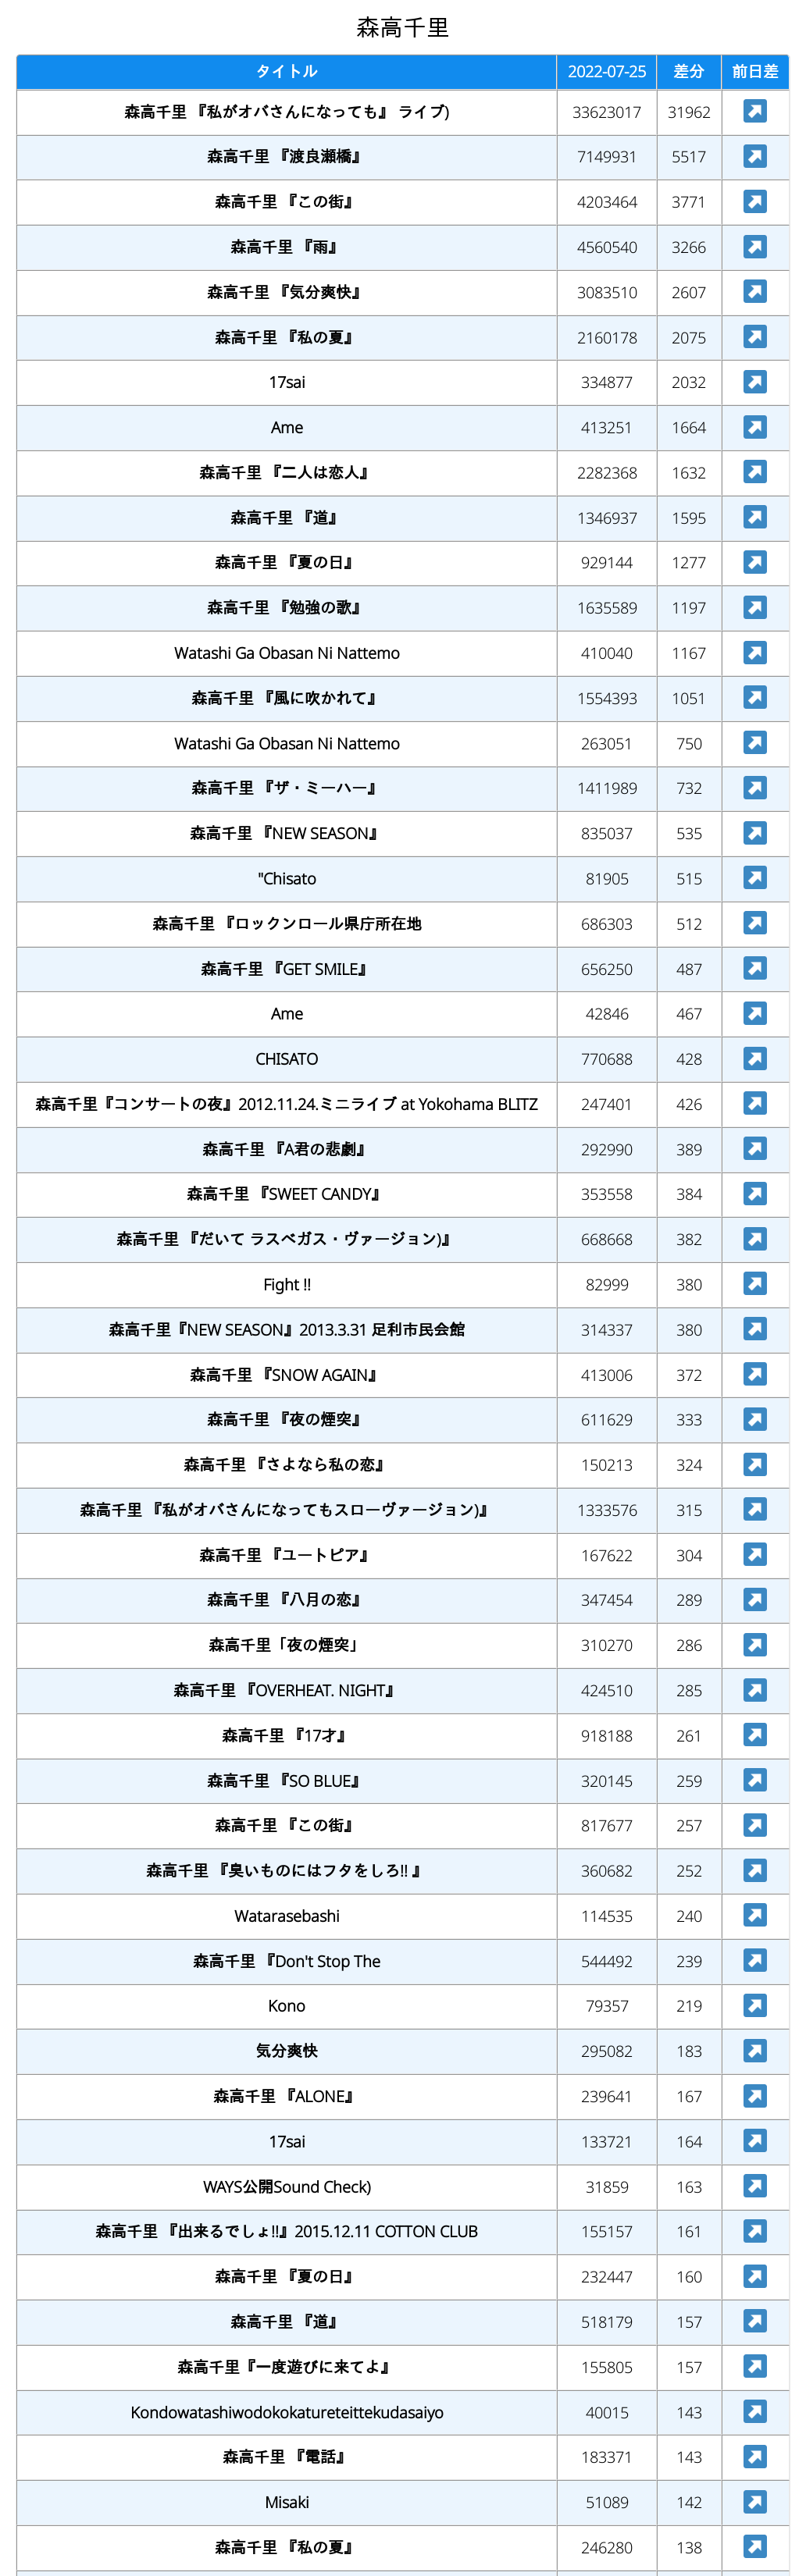 森高千里
タイトル 2022-07-25 差分 前日差
森高千里 『私がオバさんになっても』 ライブ) 33623017 31962
森高千里 『渡良瀬橋』 7149931 5517
森高千里 『この街』 4203464 3771
森高千里 『雨』 4560540 3266
森高千里 『気分爽快』 3083510 2607
森高千里 『私の夏』 2160178 2075
17sai 334877 2032
Ame 413251 1664
森高千里 『二人は恋人』 2282368 1632
森高千里 『道』 1346937 1595
森高千里 『夏の日』 929144 1277
森高千里 『勉強の歌』 1635589 1197
Watashi Ga Obasan Ni Nattemo 410040 1167
森高千里 『風に吹かれて』 1554393 1051
Watashi Ga Obasan Ni Nattemo 263051 750
森高千里 『ザ・ミーハー』 1411989 732
森高千里 『NEW SEASON』 835037 535
"Chisato 81905 515
森高千里 『ロックンロール県庁所在地 686303 512
森高千里 『GET SMILE』 656250 487
Ame 42846 467
CHISATO 770688 428
森高千里『コンサートの夜』2012.11.24.ミニライブ at Yokohama BLITZ 247401 426
森高千里 『A君の悲劇』 292990 389
森高千里 『SWEET CANDY』 353558 384
森高千里 『だいて ラスベガス・ヴァージョン)』 668668 382
Fight !! 82999 380
森高千里『NEW SEASON』2013.3.31 足利市民会館 314337 380
森高千里 『SNOW AGAIN』 413006 372
森高千里 『夜の煙突』 611629 333
森高千里 『さよなら私の恋』 150213 324
森高千里 『私がオバさんになってもスローヴァージョン)』 1333576 315
森高千里 『ユートピア』 167622 304
森高千里 『八月の恋』 347454 289
森高千里「夜の煙突」 310270 286
森高千里 『OVERHEAT. NIGHT』 424510 285
森高千里 『17才』 918188 261
森高千里 『SO BLUE』 320145 259
森高千里 『この街』 817677 257
森高千里 『臭いものにはフタをしろ!! 』 360682 252
Watarasebashi 114535 240
森高千里 『Don't Stop The 544492 239
Kono 79357 219
気分爽快 295082 183
森高千里 『ALONE』 239641 167
17sai 133721 164
WAYS公開Sound Check) 31859 163
森高千里 『出来るでしょ!!』2015.12.11 COTTON CLUB 155157 161
森高千里 『夏の日』 232447 160
森高千里 『道』 518179 157
森高千里『一度遊びに来てよ』 155805 157
Kondowatashiwodokokatureteittekudasaiyo 40015 143
森高千里 『電話』 183371 143
Misaki 51089 142
森高千里 『私の夏』 246280 138